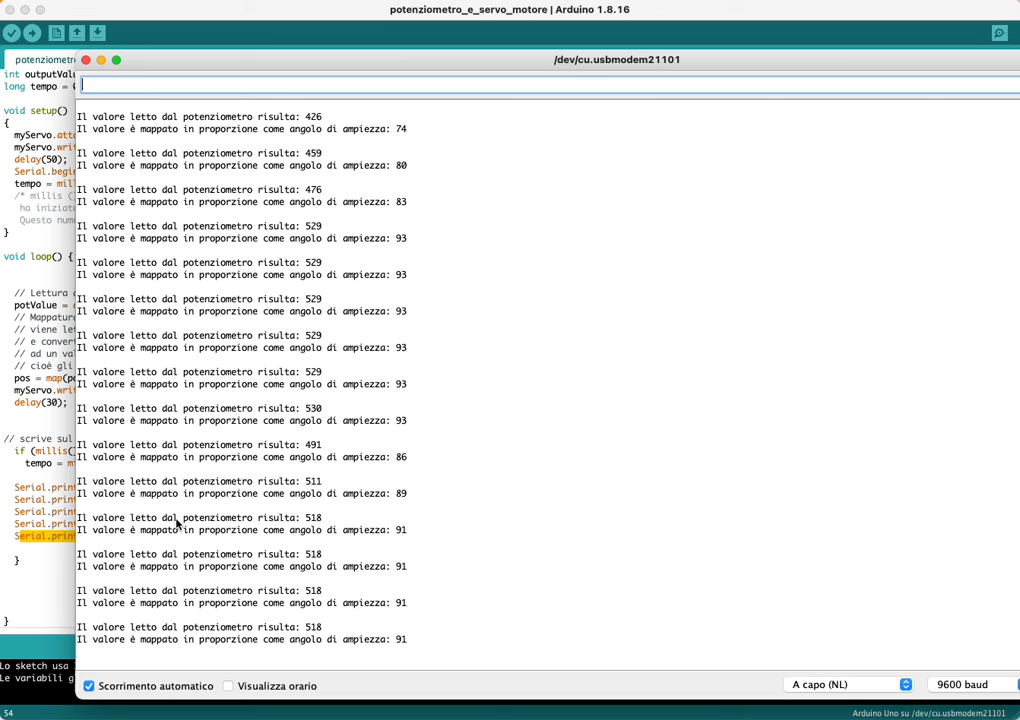 potenziometro_e_servo_motore | Arduino 1.8.16
potenziometr
/dev/cu.usbmodem21101
int outputVal
long tempo =
void setup()
{
myServo.atta
myServo.writ
delay(50);
Serial.begin
tempo = mil
/* millis (
ha iniziat
Questo nume
}
void loop() {
// Lettura
potValue =
// Mappatura
// viene let
// e conver
// ad un va
// cioè gli
pos = map(p
myServo.writ
delay(30);
// scrive sul
if (millis(
tempo = m
Serial.print
Serial.print
Serial.print
Serial.print
Serial.print
}
}
Il valore letto dal potenziometro risulta: 426
Il valore è mappato in proporzione come angolo di ampiezza: 74
Il valore letto dal potenziometro risulta: 459
Il valore è mappato in proporzione come angolo di ampiezza: 80
Il valore letto dal potenziometro risulta: 476
Il valore è mappato in proporzione come angolo di ampiezza: 83
Il valore letto dal potenziometro risulta: 529
Il valore è mappato in proporzione come angolo di ampiezza: 93
Il valore letto dal potenziometro risulta: 529
Il valore è mappato in proporzione come angolo di ampiezza: 93
Il valore letto dal potenziometro risulta: 529
Il valore è mappato in proporzione come angolo di ampiezza: 93
Il valore letto dal potenziometro risulta: 529
Il valore è mappato in proporzione come angolo di ampiezza: 93
Il valore letto dal potenziometro risulta: 529
Il valore è mappato in proporzione come angolo di ampiezza: 93
Il valore letto dal potenziometro risulta: 530
Il valore è mappato in proporzione come angolo di ampiezza: 93
Il valore letto dal potenziometro risulta: 491
Il valore è mappato in proporzione come angolo di ampiezza: 86
Il valore letto dal potenziometro risulta: 511
Il valore è mappato in proporzione come angolo di ampiezza: 89
Il valore letto dal potenziometro risulta: 518
Il valore è mappato in proporzione come angolo di ampiezza: 91
Il valore letto dal potenziometro risulta: 518
Il valore è mappato in proporzione come angolo di ampiezza: 91
Il valore letto dal potenziometro risulta: 518
Il valore è mappato in proporzione come angolo di ampiezza: 91
Il valore letto dal potenziometro risulta: 518
Il valore è mappato in proporzione come angolo di ampiezza: 91
Lo sketch usa
Le variabili g
Scorrimento automatico
Visualizza orario
A capo (NL)
9600 baud
54
Arduino Uno su /dev/cu.usbmodem21101